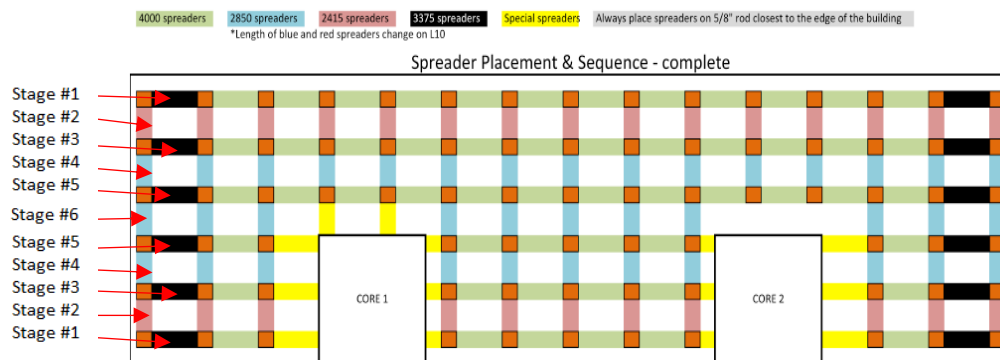 4000 spreaders 2850 spreaders 2415 spreaders 3375 spreaders Special spreaders Always place spreaders on 5/8" rod closest to the edge of the building
*Length of blue and red spreaders change on L10
Spreader Placement & Sequence - complete
Stage #1
Stage #2
Stage #3
Stage #4
Stage #5
Stage #6
Stage #5
Stage #4
Stage #3
Stage #2
Stage #1
CORE 1
CORE 2